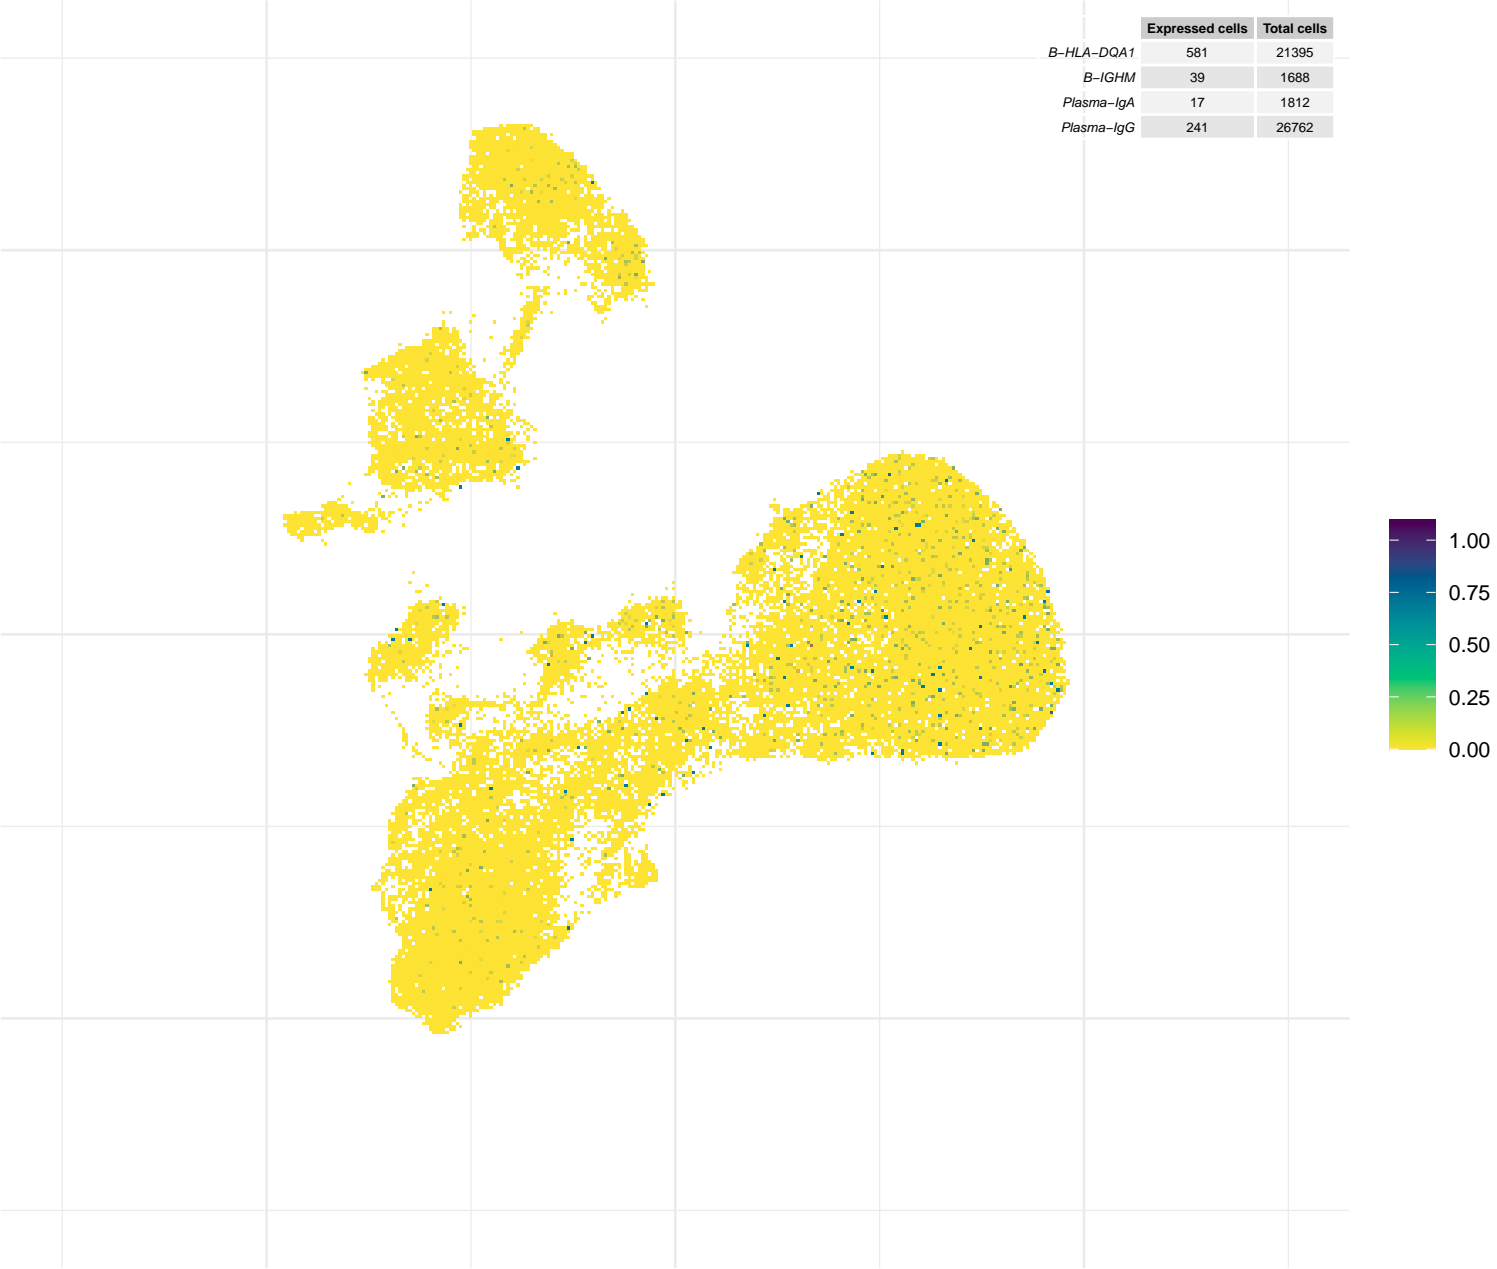 Expressed cells Total cells
B−HLA−DQA1 581 21395
B−IGHM 39 1688
Plasma−IgA 17 1812
Plasma−IgG 241 26762
1.00
0.75
0.50
0.25
0.00